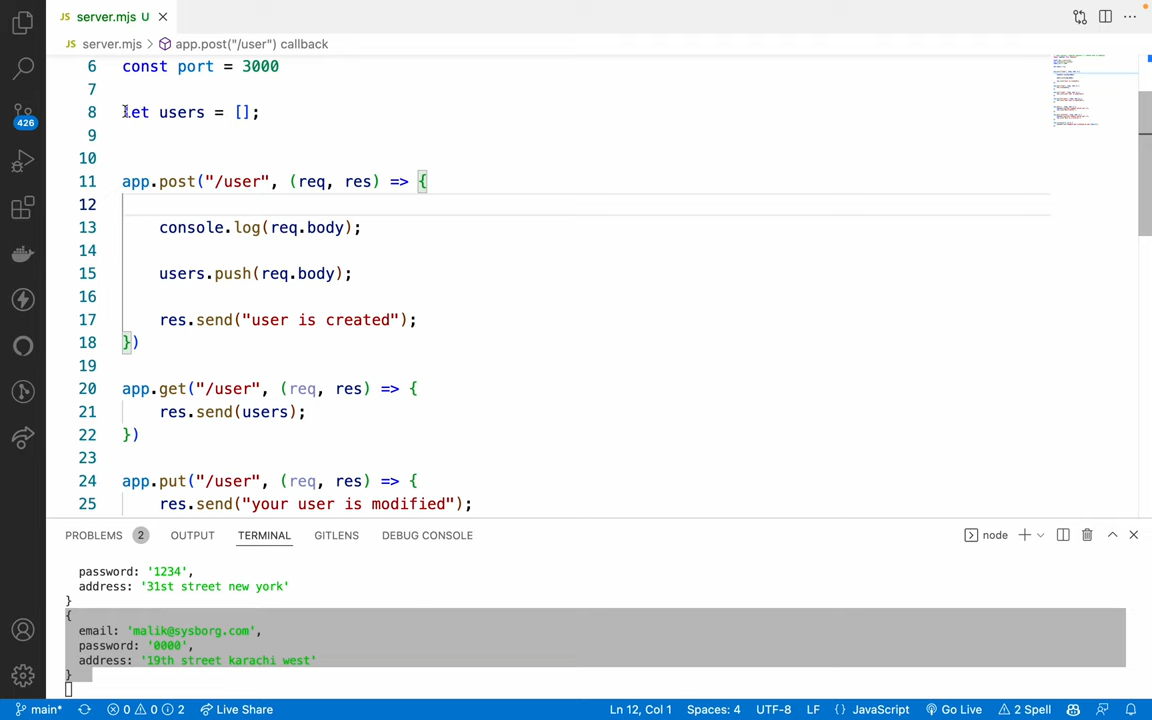 JS server.mjs U
JS server.mjs > app.post("/user") callback
6 const port = 3000
7
8 let users = [];
9
10
11 app.post("/user", (req, res) => {
12
13 console.log(req.body);
14
15 users.push(req.body);
16
17 res.send("user is created");
18 })
19
20 app.get("/user", (req, res) => {
21 res.send(users);
22 })
23
24 app.put("/user", (req, res) => {
25 res.send("your user is modified");
426
PROBLEMS 2 OUTPUT TERMINAL GITLENS DEBUG CONSOLE node
password: '1234',
address: '31st street new york'
}
{
email: 'malik@sysborg.com',
password: '0000',
address: '19th street karachi west'
}
main* 0 0 2 Live Share Ln 12, Col 1 Spaces: 4 UTF-8 LF {} JavaScript Go Live 2 Spell